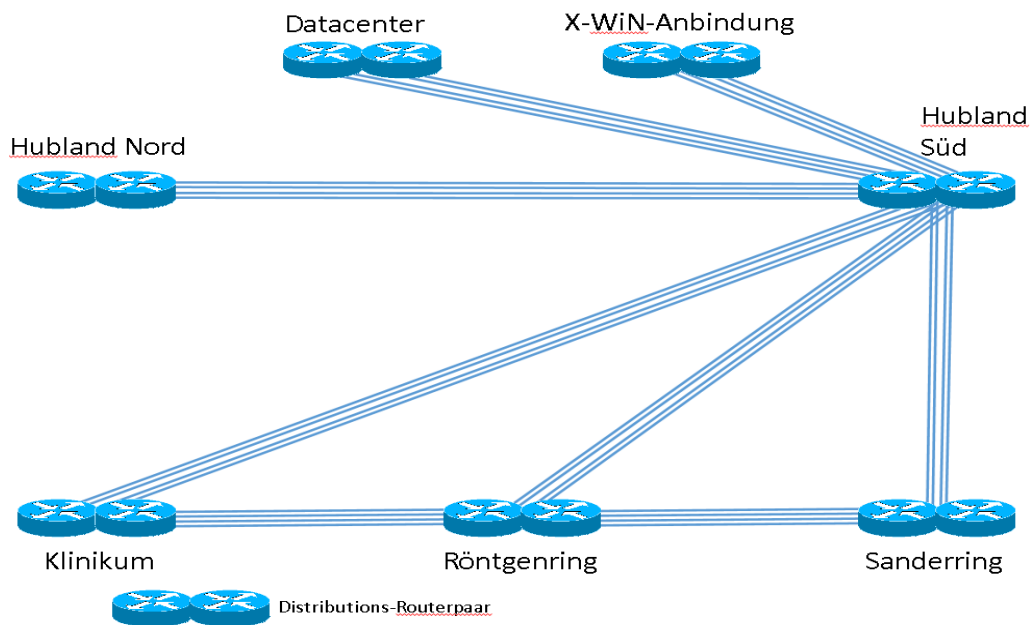 Datacenter
X-WiN-Anbindung
Hubland Nord
Hubland
Süd
Klinikum
Röntgenring
Sanderring
Distributions-Routerpaar